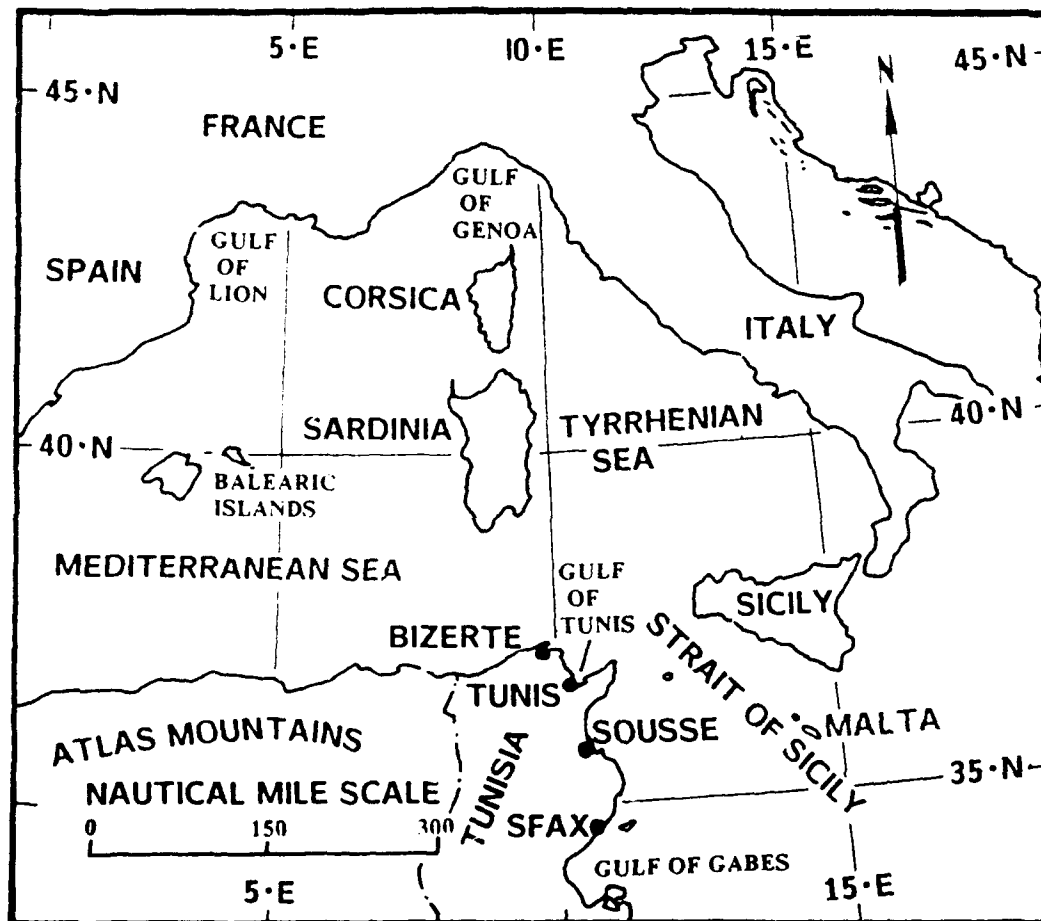 5·E
10·E
15·E
45·N
45·N
N
FRANCE
GULF
OF
GENOA
GULF
OF
LION
SPAIN
CORSICA
ITALY
SARDINIA
TYRRHENIAN
SEA
40·N
40·N
BALEARIC
ISLANDS
MEDITERRANEAN SEA
GULF
OF
TUNIS
SICILY
BIZERTE
STRAIT OF SICILY
TUNIS
SOUSSE
MALTA
ATLAS MOUNTAINS
TUNISIA
35·N
NAUTICAL MILE SCALE
0 150 300
SFAX
GULF OF GABES
5·E
15·E